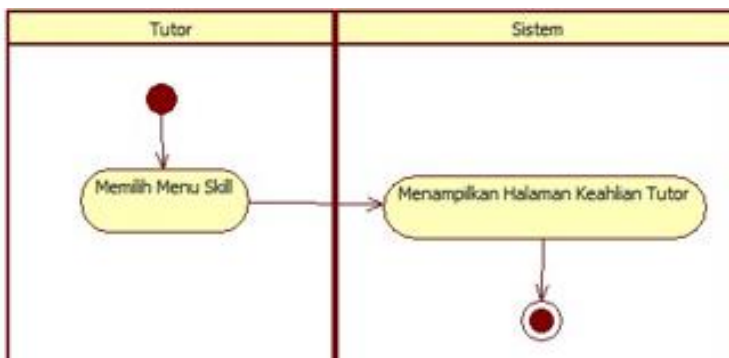 Tutor
Sistem
Memilih Menu Skill
Menampilkan Halaman Keahlian Tutor